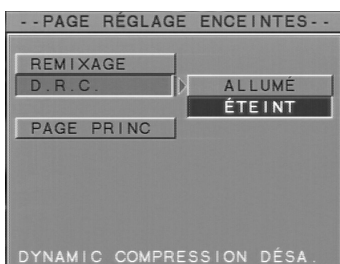 --PAGE RÉGLAGE ENCEINTES--
REMIXAGE
D.R.C.
ALLUMÉ
ÉTEINT
PAGE PRINC
DYNAMIC COMPRESSION DÉSA.